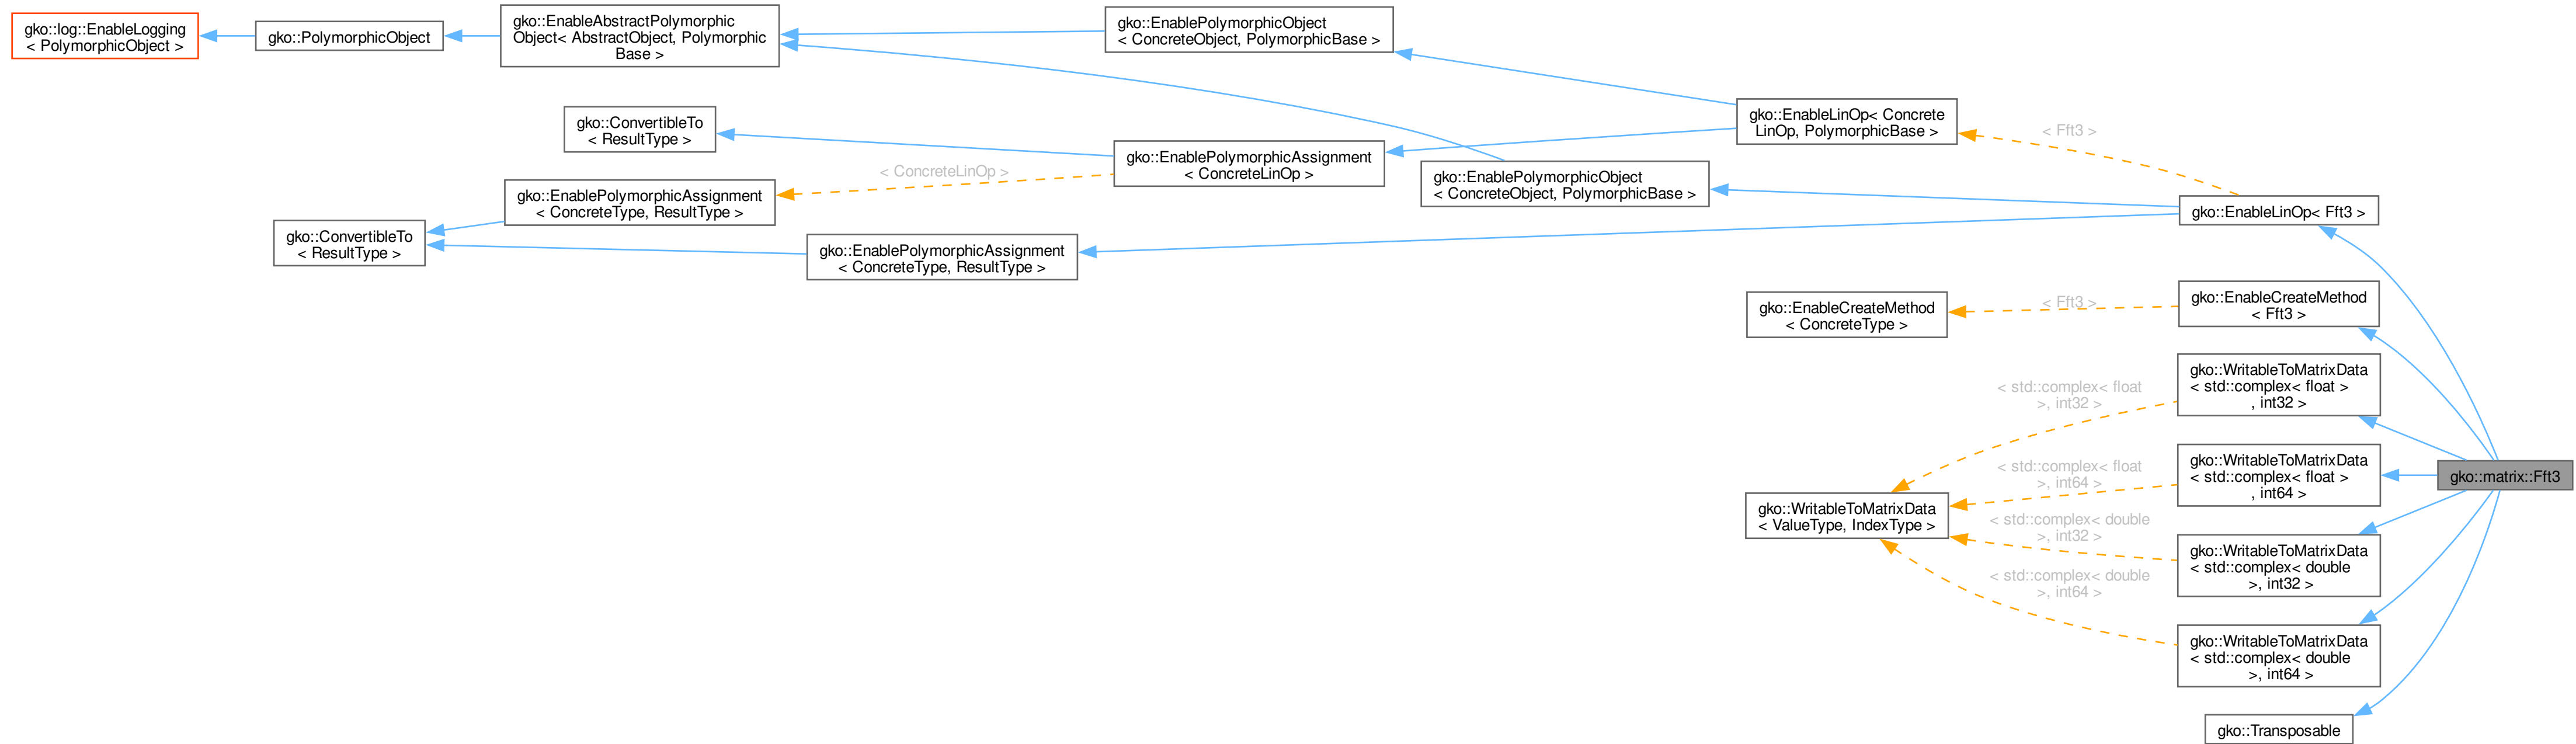 gko::log::EnableLogging
< PolymorphicObject >
gko::PolymorphicObject
gko::EnableAbstractPolymorphic
Object< AbstractObject, Polymorphic
Base >
gko::EnablePolymorphicObject
< ConcreteObject, PolymorphicBase >
gko::ConvertibleTo
< ResultType >
gko::EnableLinOp< Concrete
LinOp, PolymorphicBase >
< Fft3 >
gko::EnablePolymorphicAssignment
< ConcreteLinOp >
< ConcreteLinOp >
gko::EnablePolymorphicObject
< ConcreteObject, PolymorphicBase >
gko::EnablePolymorphicAssignment
< ConcreteType, ResultType >
gko::EnableLinOp< Fft3 >
gko::ConvertibleTo
< ResultType >
gko::EnablePolymorphicAssignment
< ConcreteType, ResultType >
gko::EnableCreateMethod
< ConcreteType >
< Fft3 >
gko::EnableCreateMethod
< Fft3 >
gko::WritableToMatrixData
< std::complex< float >
, int32 >
< std::complex< float
>, int32 >
gko::WritableToMatrixData
< std::complex< float >
, int64 >
< std::complex< float
>, int64 >
gko::matrix::Fft3
gko::WritableToMatrixData
< ValueType, IndexType >
< std::complex< double
>, int32 >
gko::WritableToMatrixData
< std::complex< double
>, int32 >
< std::complex< double
>, int64 >
gko::WritableToMatrixData
< std::complex< double
>, int64 >
gko::Transposable